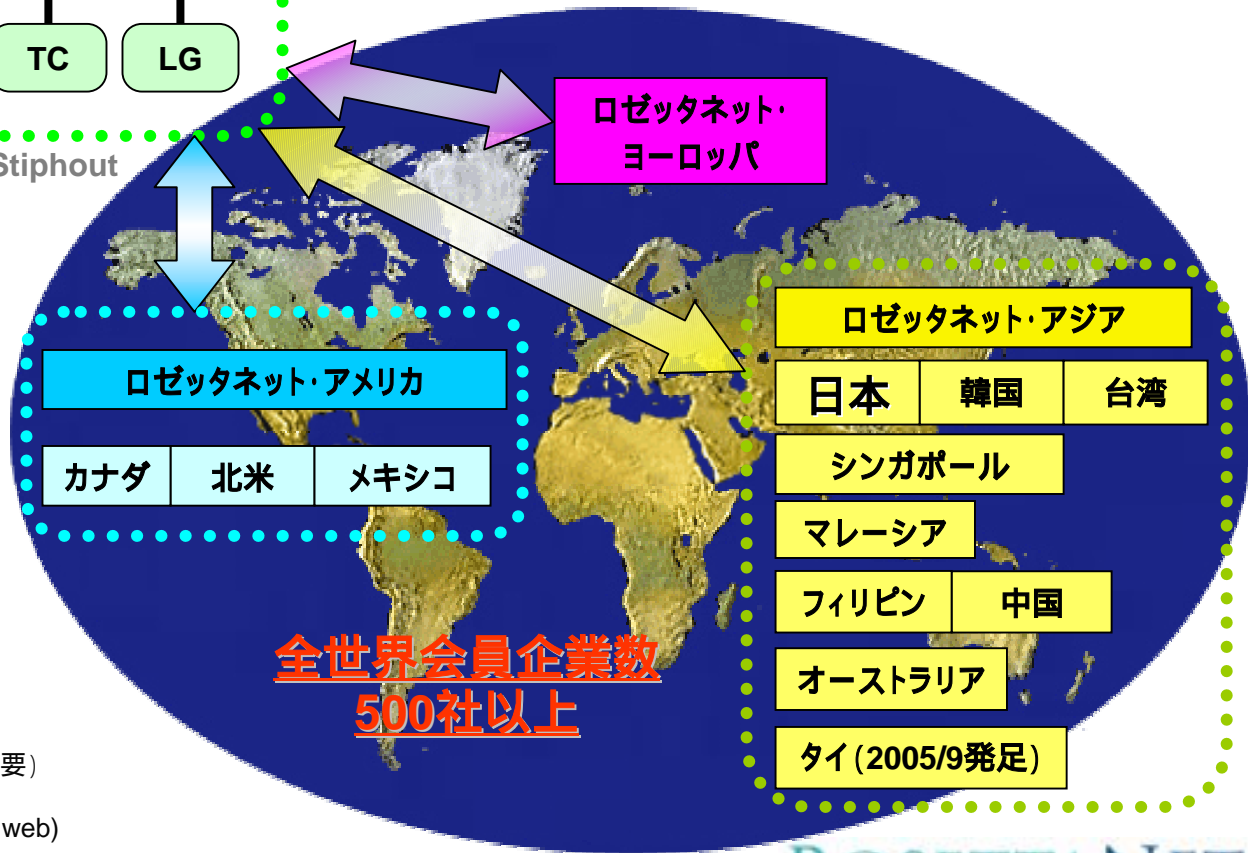 TC
LG
Stiphout
ロゼッタネット・
ヨーロッパ
ロゼッタネット・アメリカ
カナダ
北米
メキシコ
ロゼッタネット・アジア
日本
韓国
台湾
シンガポール
マレーシア
フィリピン
中国
オーストラリア
タイ(2005/9発足)
全世界会員企業数
500社以上
要)
web)